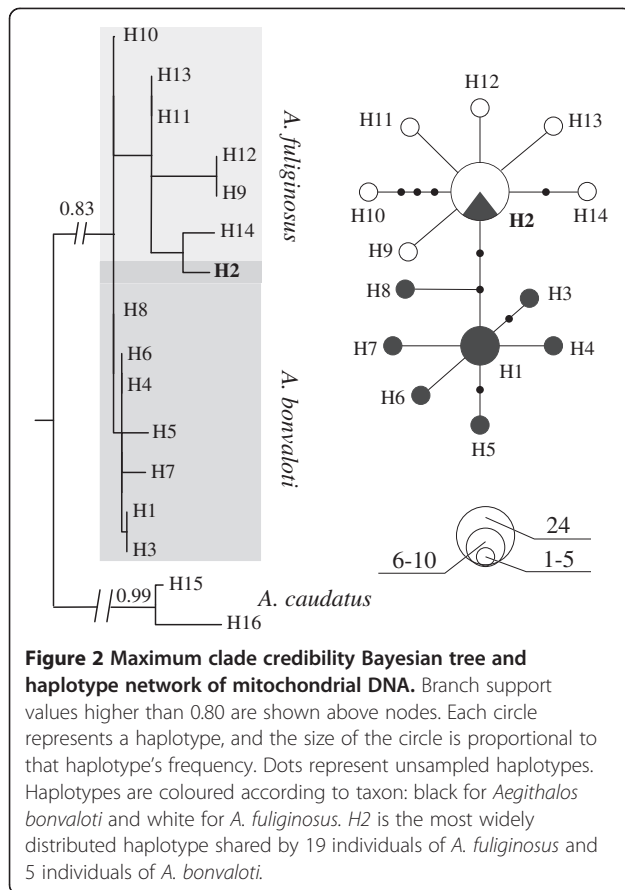 H10
H13
H11
H12
H9
0.83
H14
H2
H8
H6
H4
H5
H7
H1
H3
A. fuliginosus
A. bonvaloti
0.99
H15
H16
A. caudatus
H12
H11
H13
H10
H14
H2
H9
H8
H3
H7
H4
H1
H6
H5
24
6-10
1-5
Figure 2 Maximum clade credibility Bayesian tree and
haplotype network of mitochondrial DNA. Branch support
values higher than 0.80 are shown above nodes. Each circle
represents a haplotype, and the size of the circle is proportional to
that haplotype's frequency. Dots represent unsampled haplotypes.
Haplotypes are coloured according to taxon: black for Aegithalos
bonvaloti and white for A. fuliginosus. H2 is the most widely
distributed haplotype shared by 19 individuals of A. fuliginosus and
5 individuals of A. bonvaloti.